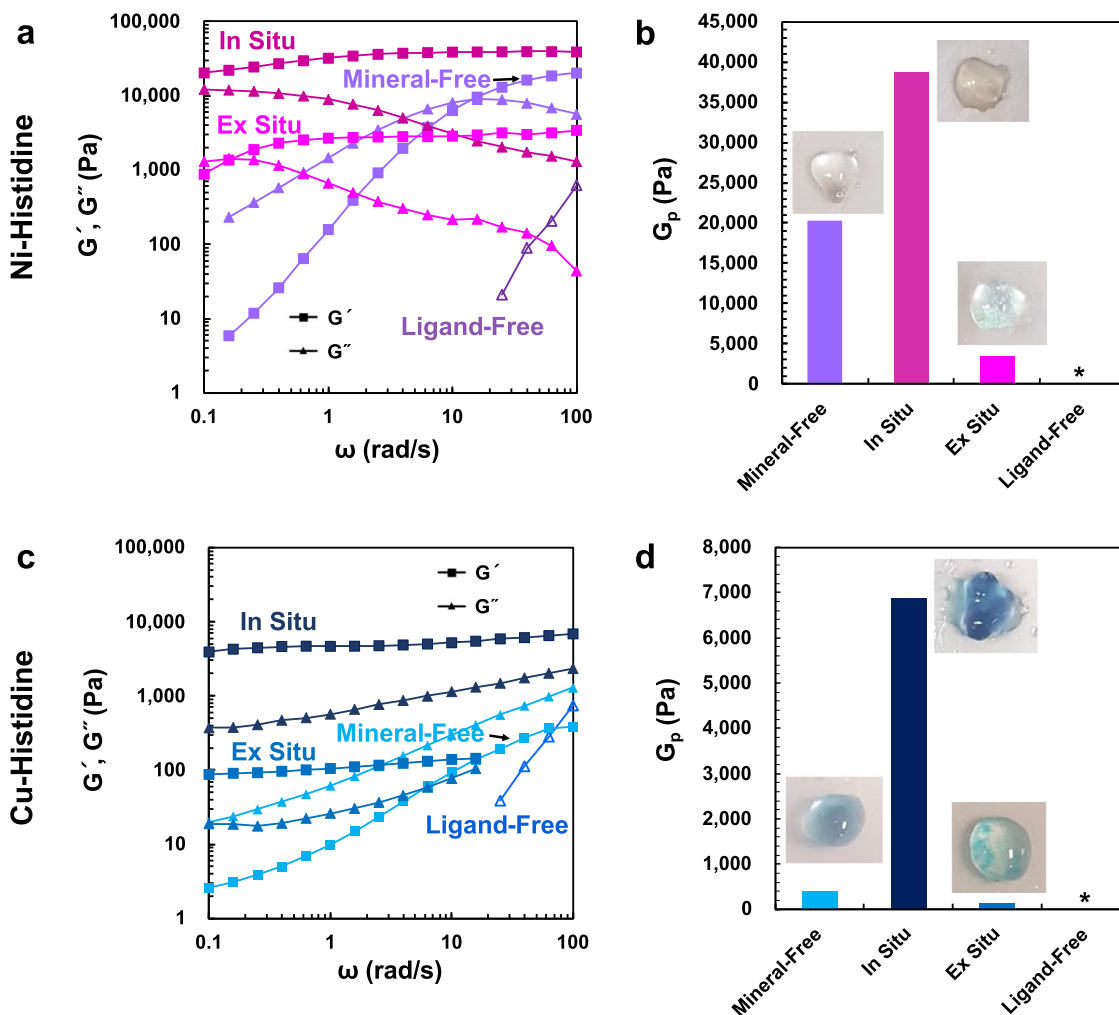 a
Ni-Histidine
G´, G˝ (Pa)
100,000
10,000
1,000
100
10
1
In Situ
Mineral-Free
Ex Situ
Ligand-Free
G´
G˝
0.1
1
10
100
ω (rad/s)
b
Gp (Pa)
45,000
40,000
35,000
30,000
25,000
20,000
15,000
10,000
5,000
0
*
Mineral-Free
In Situ
Ex Situ
Ligand-Free
c
Cu-Histidine
G´, G˝ (Pa)
100,000
10,000
1,000
100
10
1
G´
G˝
In Situ
Mineral-Free
Ex Situ
Ligand-Free
0.1
1
10
100
ω (rad/s)
d
Gp (Pa)
8,000
7,000
6,000
5,000
4,000
3,000
2,000
1,000
0
*
Mineral-Free
In Situ
Ex Situ
Ligand-Free